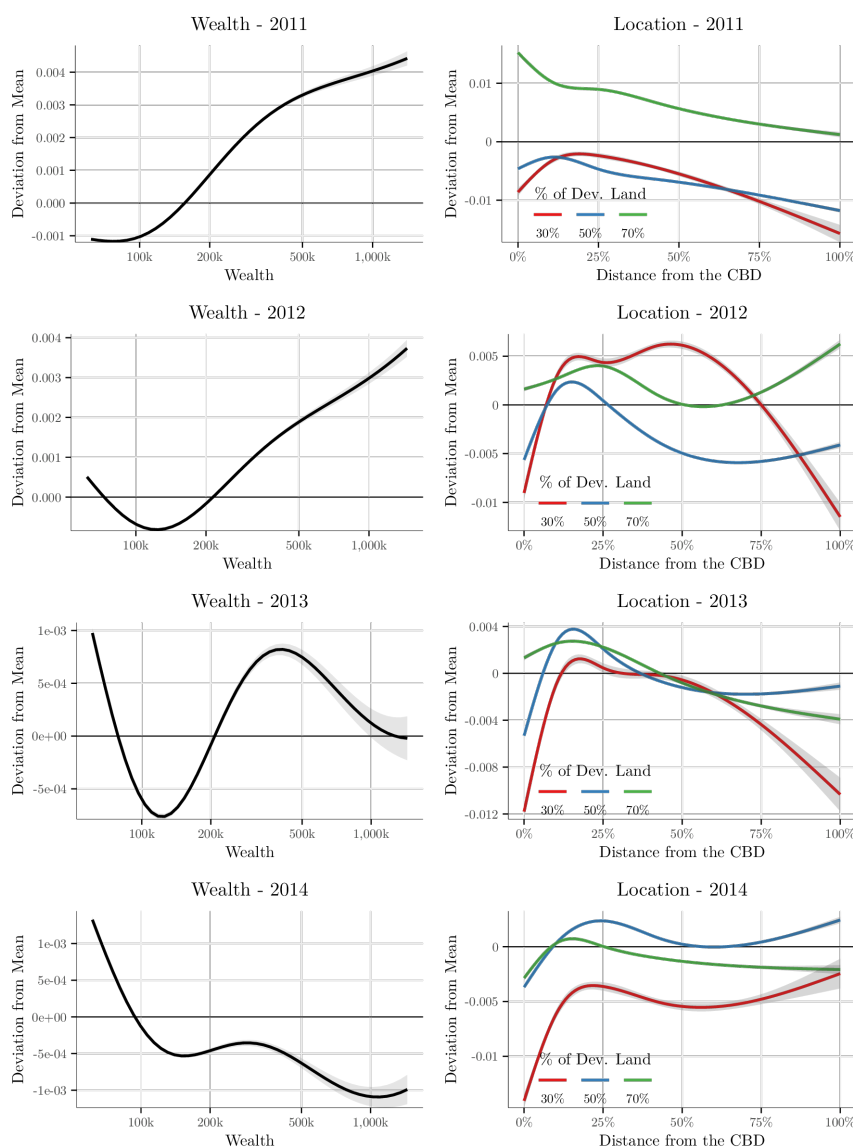 Wealth - 2011
Deviation from Mean
0.004
0.004
0.002
0.001
0.001
0.000
-0.001
100k 200k 500k 1,000k
Wealth
Location - 2011
Deviation from Mean
0.01
0
-0.01
% of Dev. Land
30% 50% 70%
0% 25% 50% 75% 100%
Distance from the CBD
Wealth - 2012
Deviation from Mean
0.004
0.003
0.002
0.001
0.000
100k 200k 500k 1,000k
Wealth
Location - 2012
Deviation from Mean
0.005
0
-0.005
-0.01
% of Dev. Land
30% 50% 70%
0% 25% 50% 75% 100%
Distance from the CBD
Wealth - 2013
Deviation from Mean
1e-03
5e-04
0e+00
-5e-04
100k 200k 500k 1,000k
Wealth
Location - 2013
Deviation from Mean
0.004
0
-0.004
-0.008
-0.012
% of Dev. Land
30% 50% 70%
0% 25% 50% 75% 100%
Distance from the CBD
Wealth - 2014
Deviation from Mean
1e-03
5e-04
0e+00
-5e-04
-1e-03
100k 200k 500k 1,000k
Wealth
Location - 2014
Deviation from Mean
0
-0.005
-0.01
% of Dev. Land
30% 50% 70%
0% 25% 50% 75% 100%
Distance from the CBD